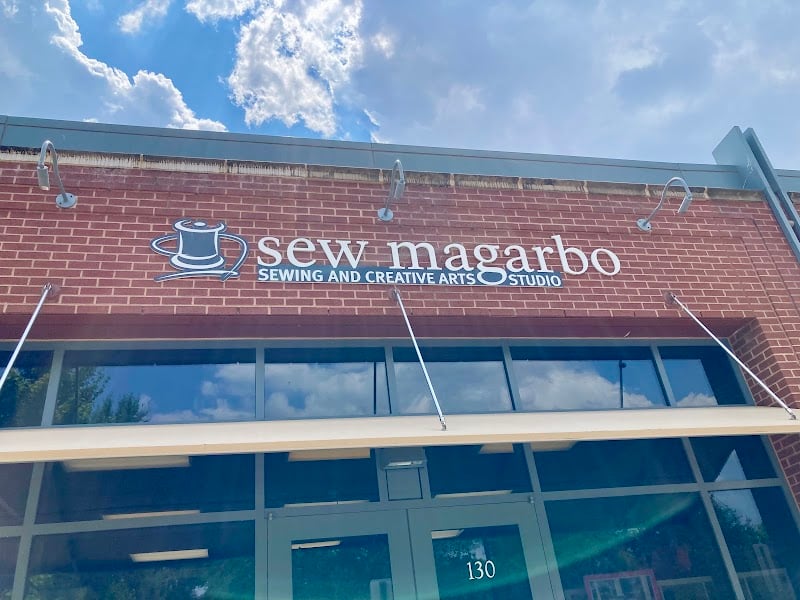 sew magarbo
SEWING AND CREATIVE ARTS STUDIO
130